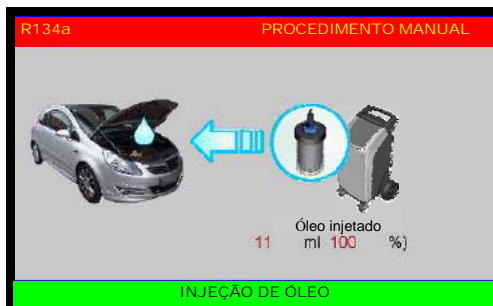 R134a PROCEDIMENTO MANUAL
Óleo injetado
11 ml 100 %)
INJEÇÃO DE ÓLEO